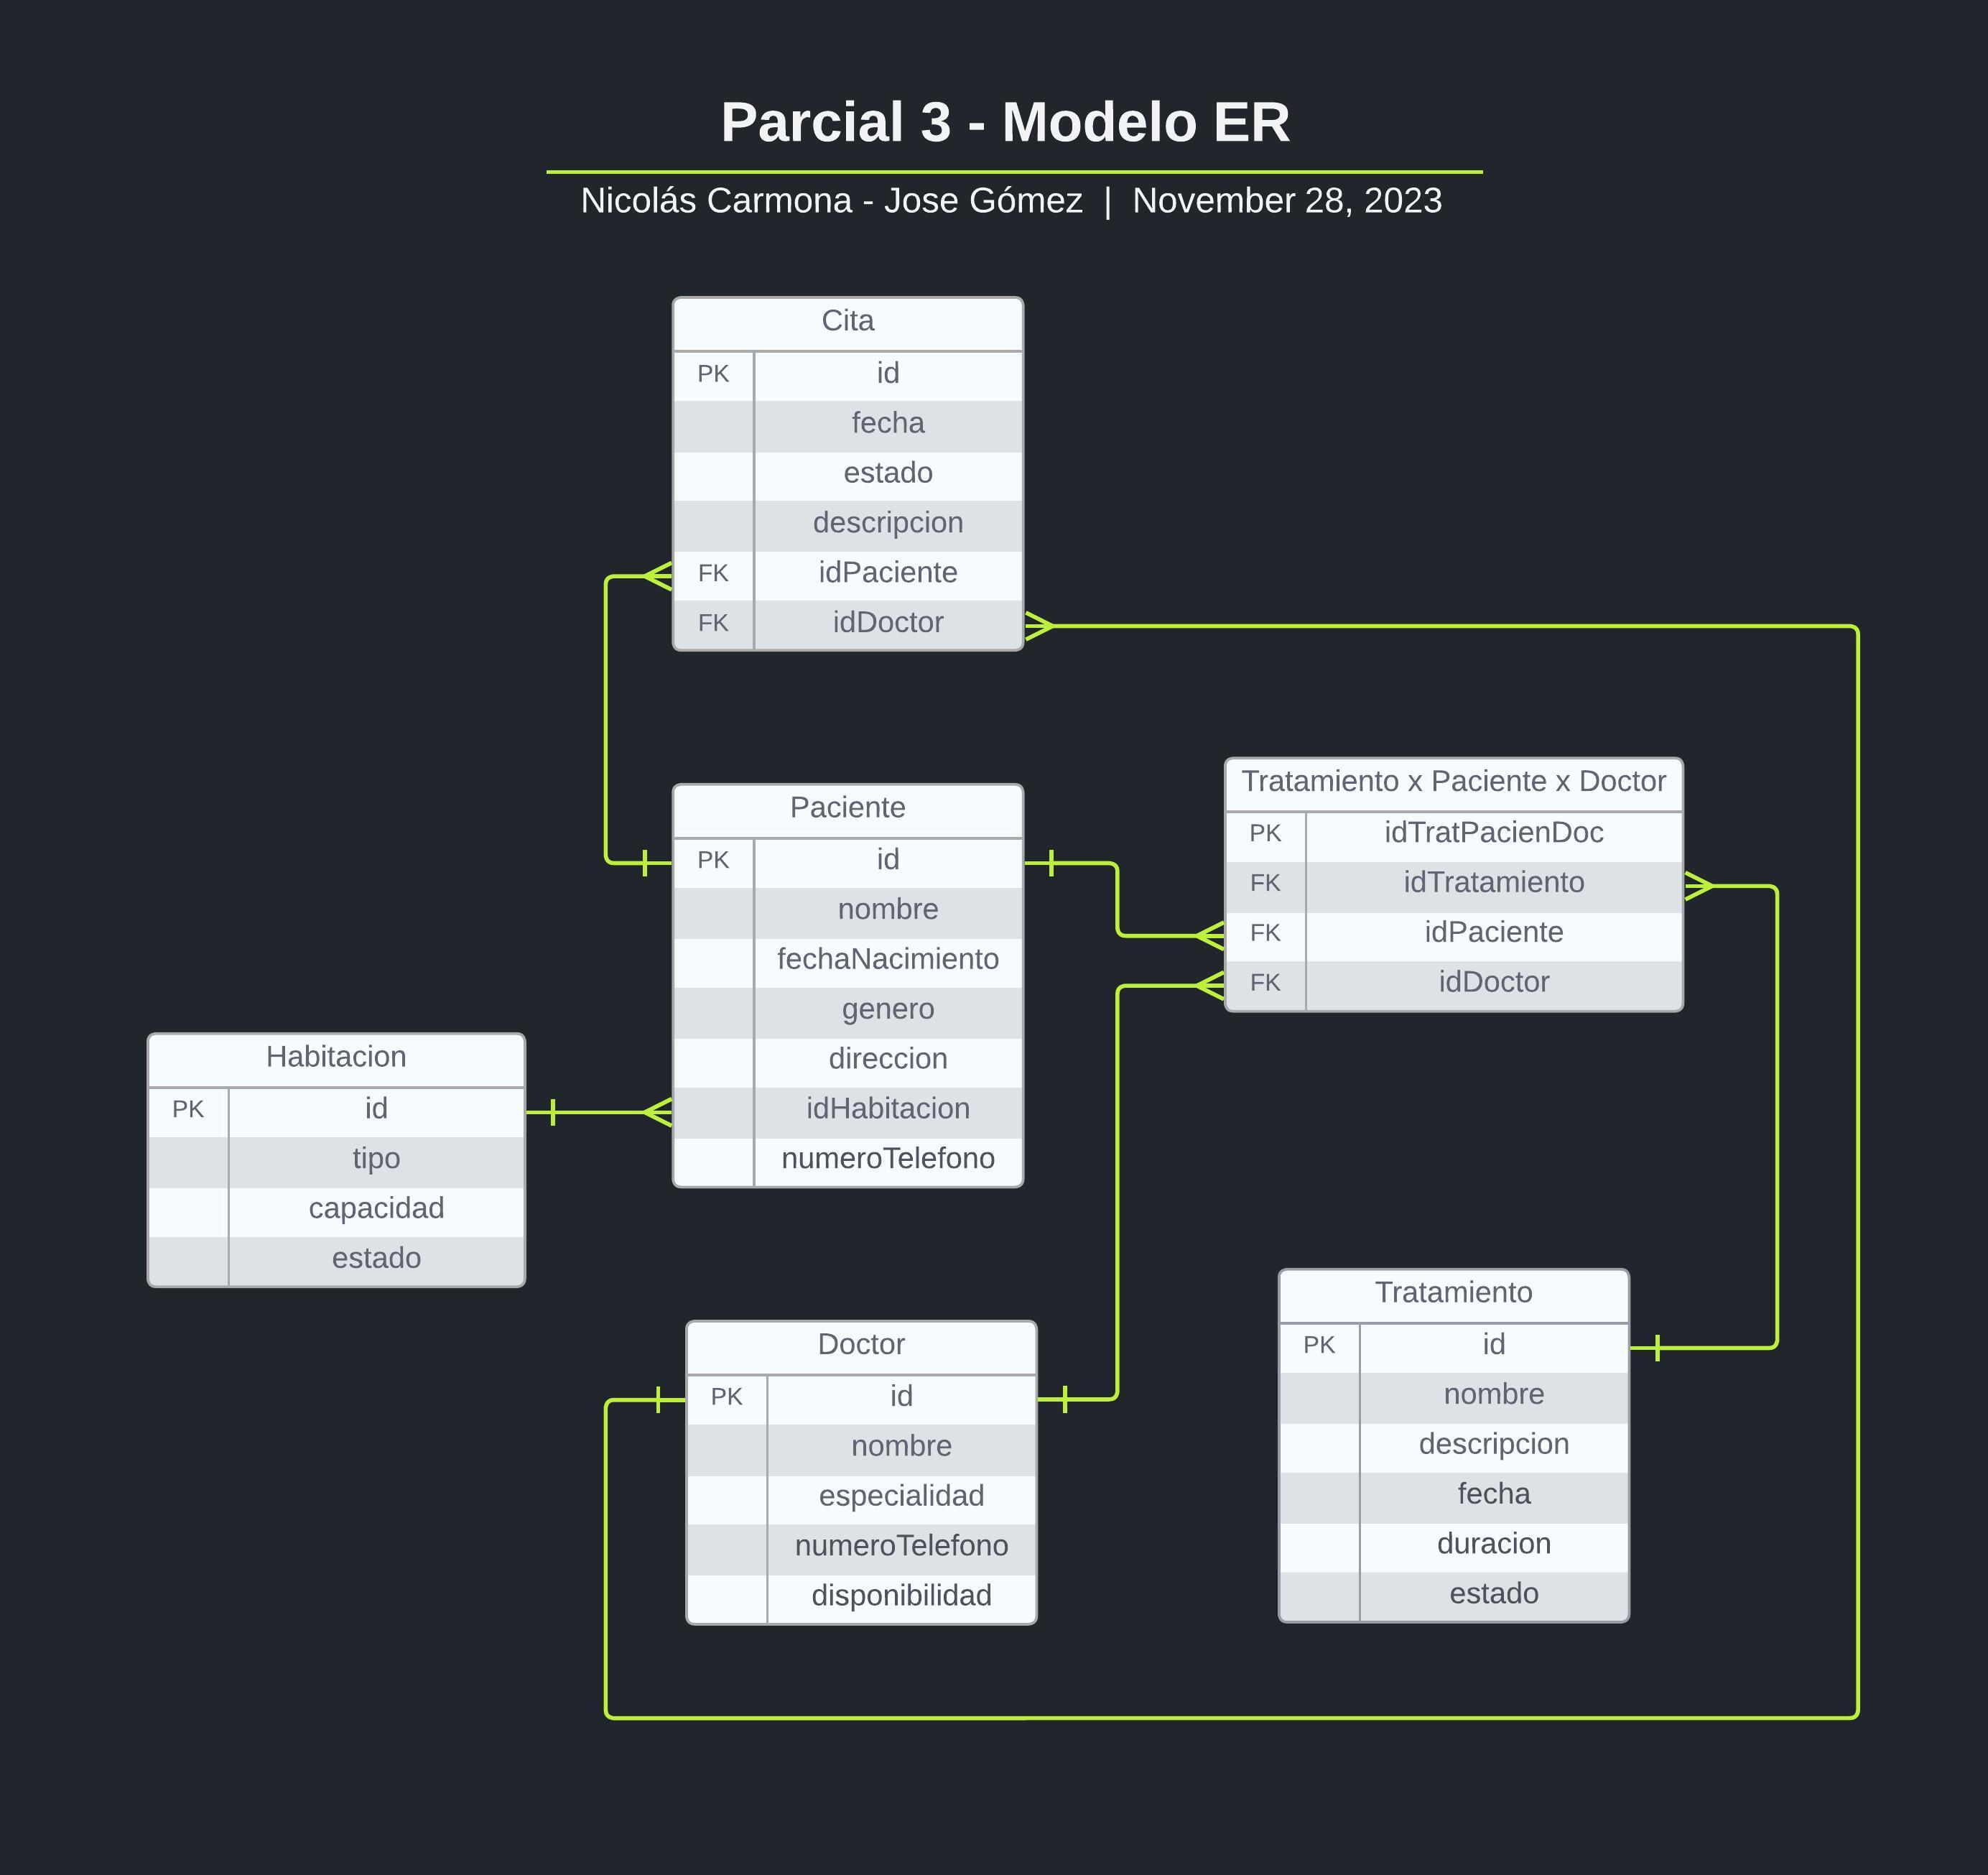 Parcial 3 - Modelo ER
Nicolás Carmona - Jose Gómez | November 28, 2023
Cita
PK id
fecha
estado
descripcion
FK idPaciente
FK idDoctor
Paciente
PK id
nombre
fechaNacimiento
genero
direccion
idHabitacion
numeroTelefono
Tratamiento x Paciente x Doctor
PK idTratPacienDoc
FK idTratamiento
FK idPaciente
FK idDoctor
Habitacion
PK id
tipo
capacidad
estado
Doctor
PK id
nombre
especialidad
numeroTelefono
disponibilidad
Tratamiento
PK id
nombre
descripcion
fecha
duracion
estado